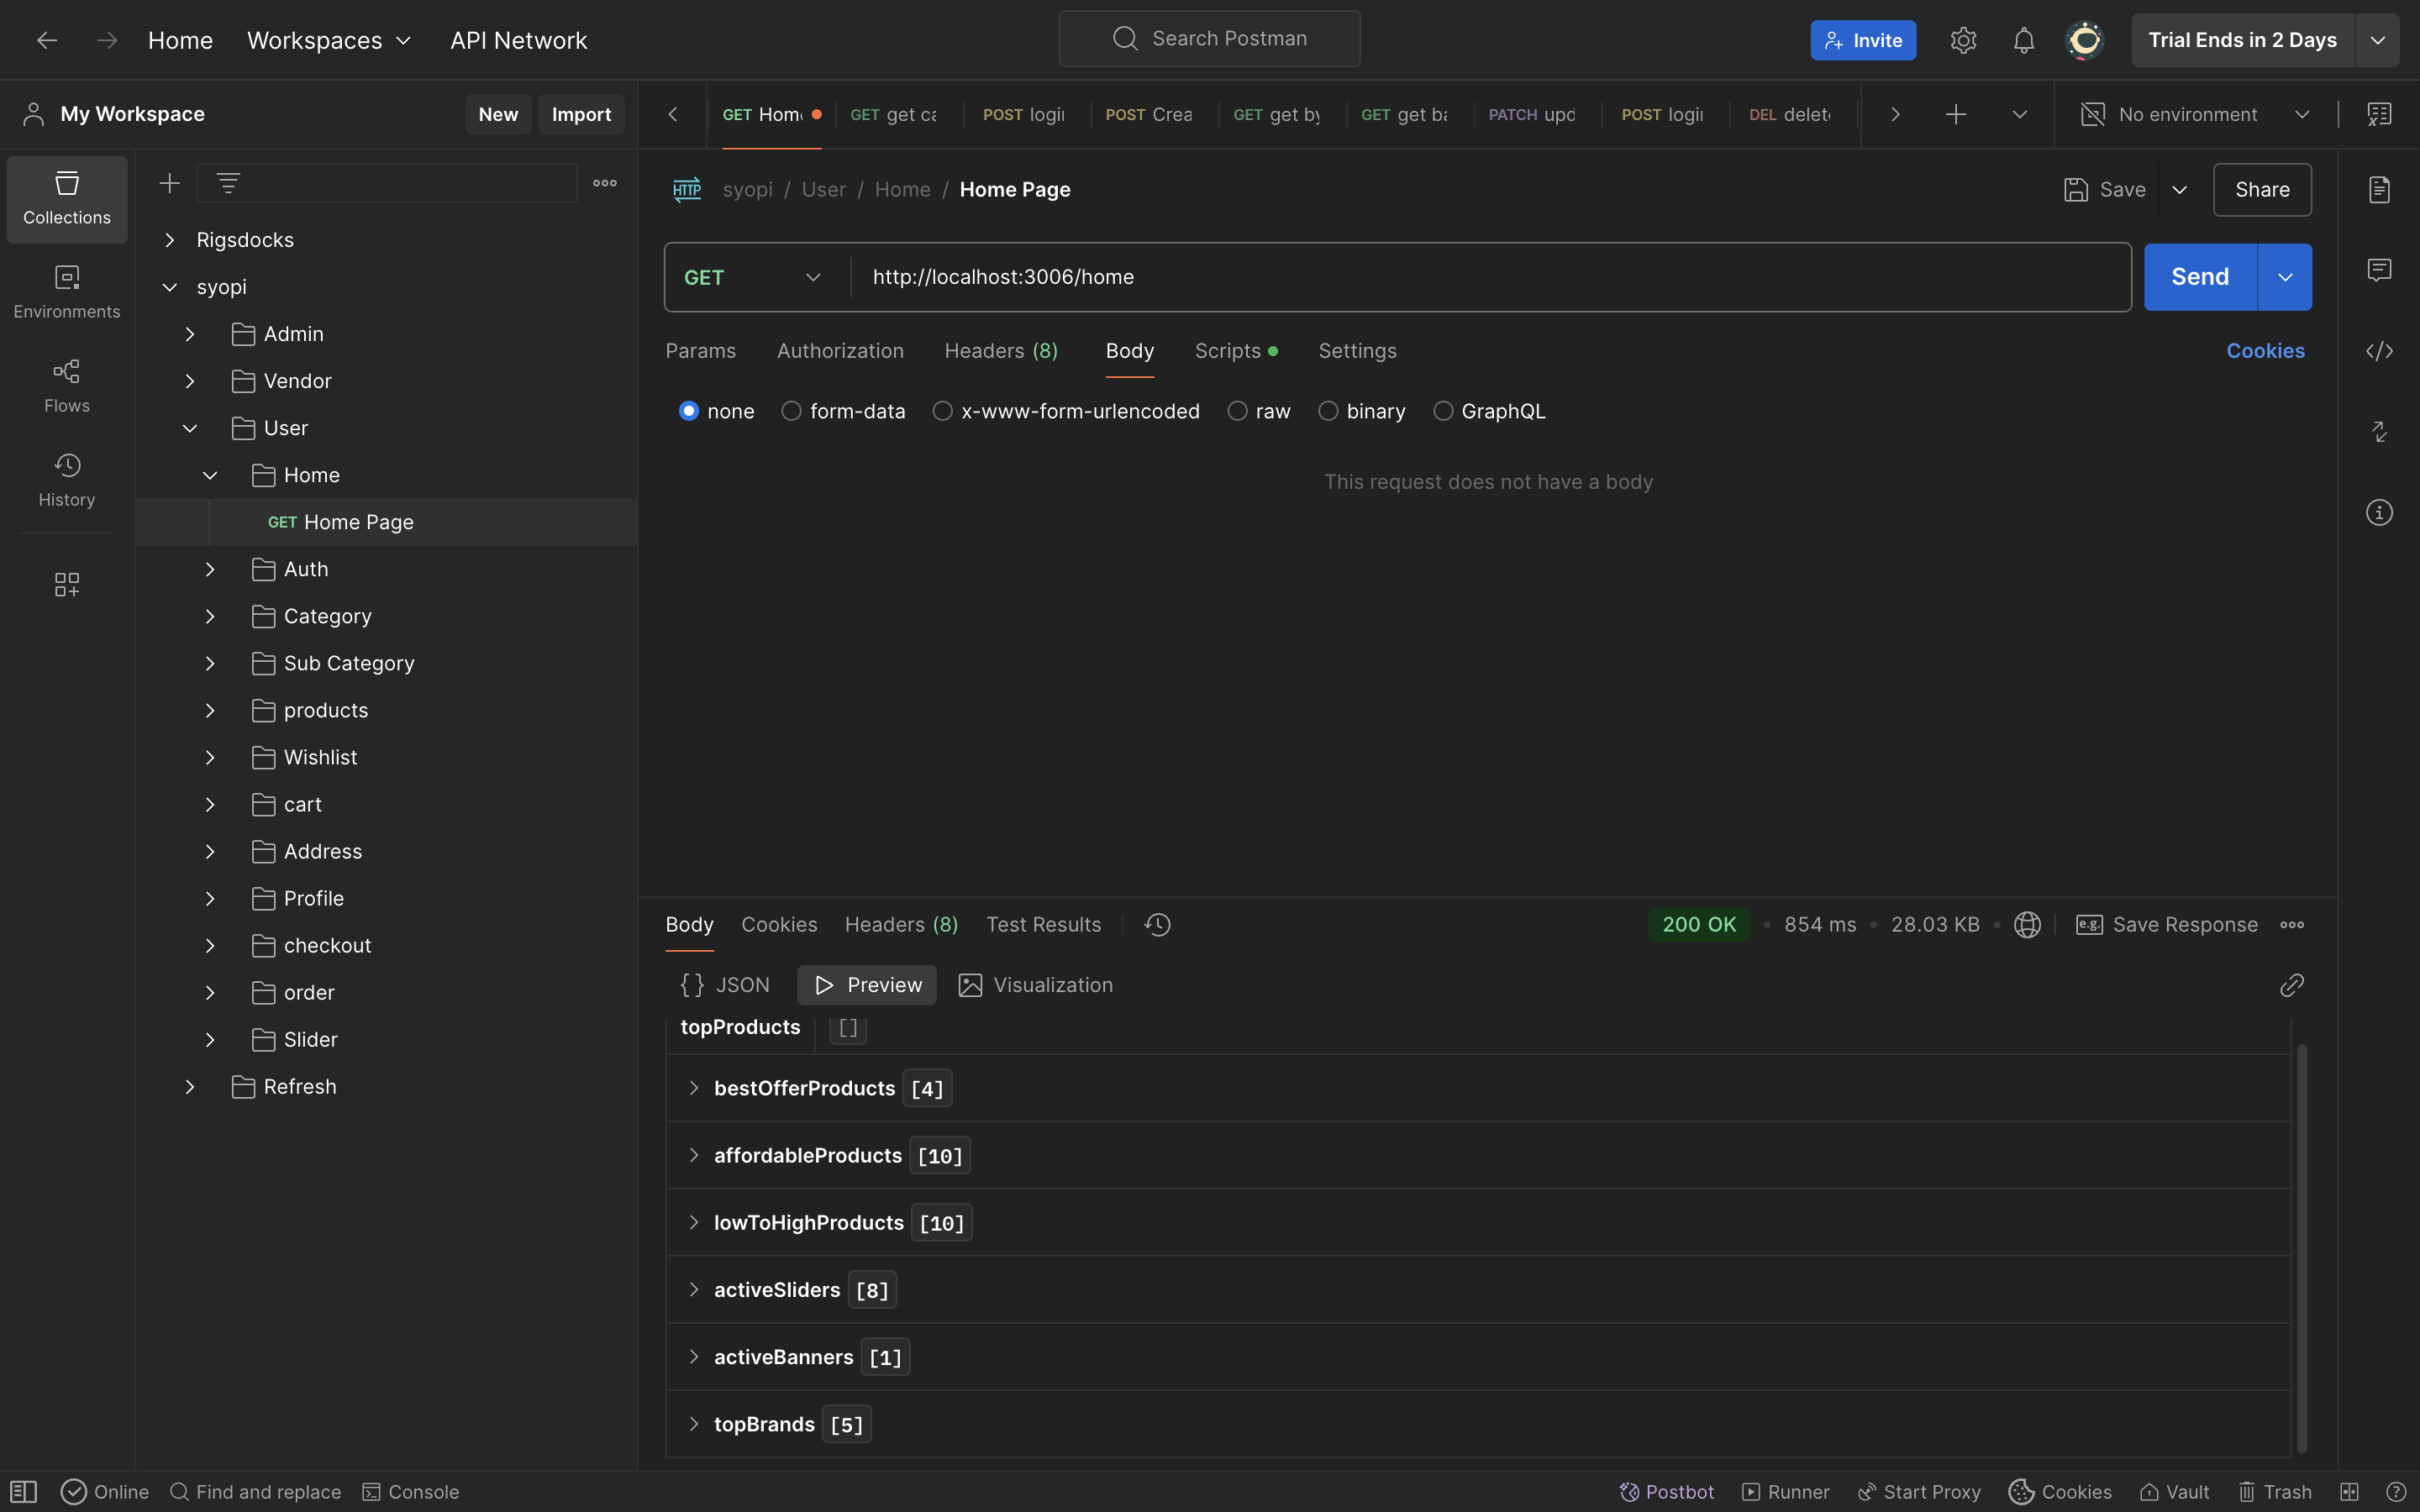 Home Workspaces API Network Search Postman Invite Trial Ends in 2 Days
My Workspace New Import
GET Hom GET get ca POST logi POST Crea GET get by GET get ba PATCH upd POST logi DEL delet No environment
Collections
Environments
Flows
History
Rigsdocks
syopi
Admin
Vendor
User
Home
GET Home Page
Auth
Category
Sub Category
products
Wishlist
cart
Address
Profile
checkout
order
Slider
Refresh
HTTP syopi / User / Home / Home Page Save Share
GET http://localhost:3006/home Send
Params Authorization Headers (8) Body Scripts Settings Cookies
none form-data x-www-form-urlencoded raw binary GraphQL
This request does not have a body
Body Cookies Headers (8) Test Results 200 OK • 854 ms • 28.03 KB • e.g. Save Response
{} JSON Preview Visualization
topProducts []
bestOfferProducts [4]
affordableProducts [10]
lowToHighProducts [10]
activeSliders [8]
activeBanners [1]
topBrands [5]
Online Find and replace Console Postbot Runner Start Proxy Cookies Vault Trash